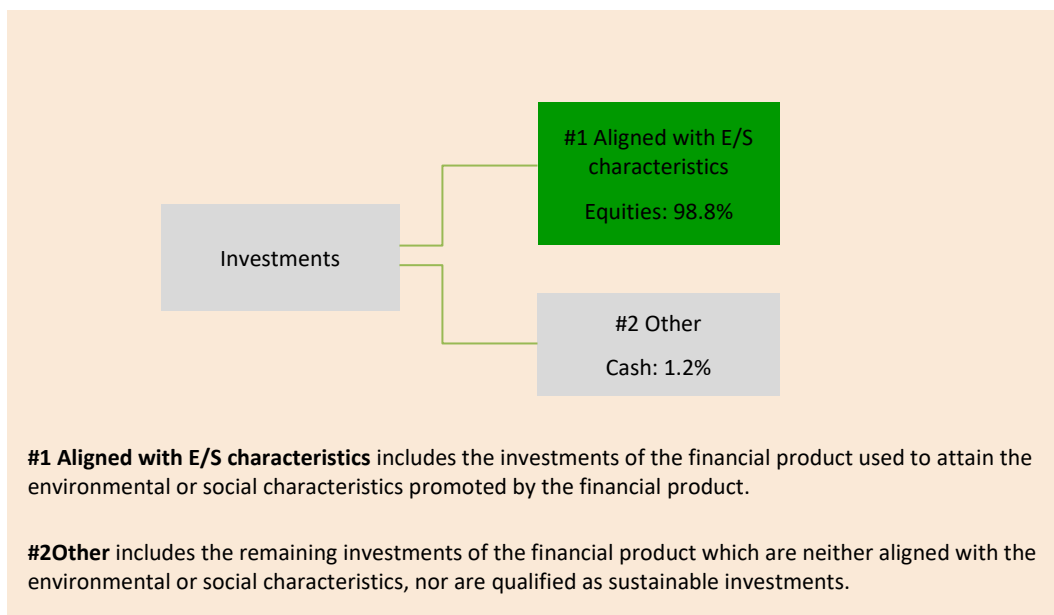 #1 Aligned with E/S
characteristics
Equities: 98.8%
Investments
#2 Other
Cash: 1.2%
#1 Aligned with E/S characteristics includes the investments of the financial product used to attain the
environmental or social characteristics promoted by the financial product.
#2Other includes the remaining investments of the financial product which are neither aligned with the
environmental or social characteristics, nor are qualified as sustainable investments.